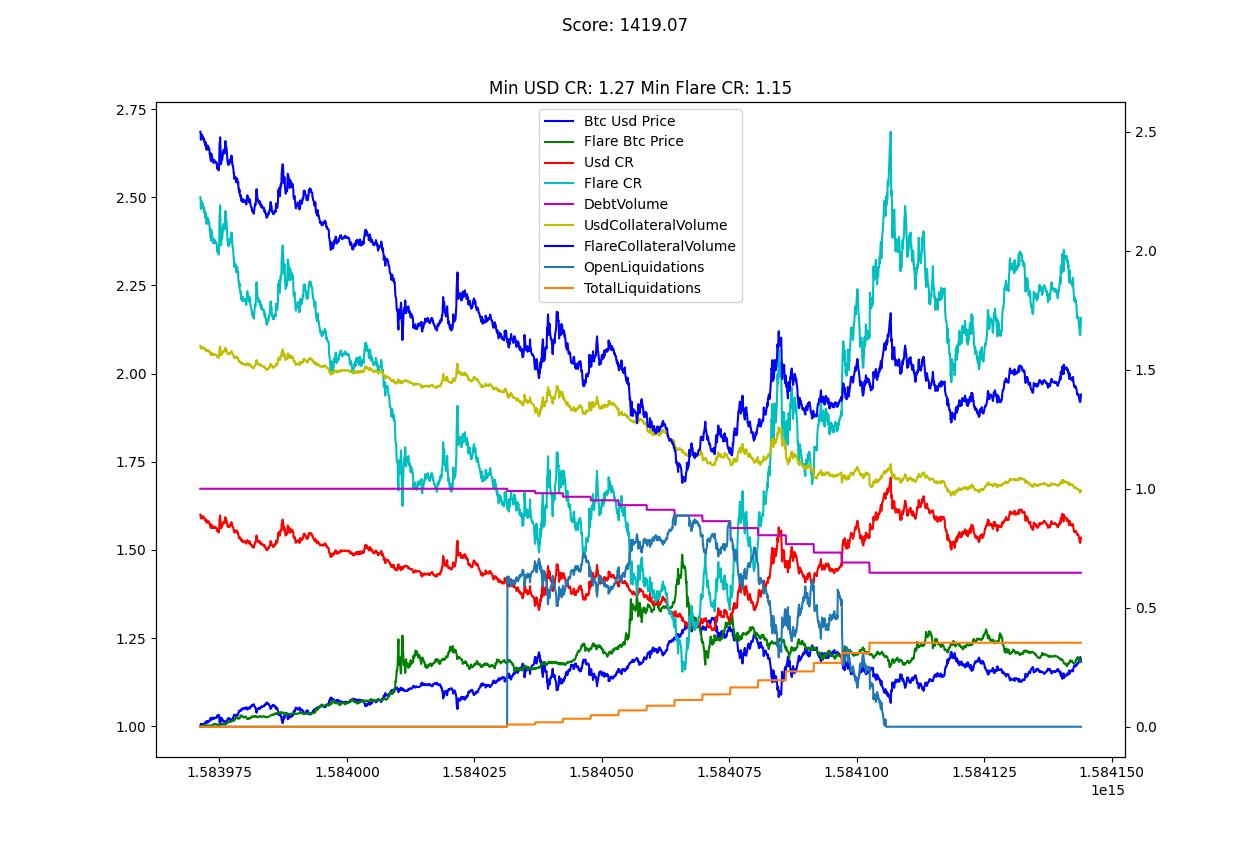 Score: 1419.07
Min USD CR: 1.27 Min Flare CR: 1.15
Btc Usd Price
Flare Btc Price
Usd CR
Flare CR
DebtVolume
UsdCollateralVolume
FlareCollateralVolume
OpenLiquidations
TotalLiquidations
2.75
2.50
2.25
2.00
1.75
1.50
1.25
1.00
2.5
2.0
1.5
1.0
0.5
0.0
1.583975 1.584000 1.584025 1.584050 1.584075 1.584100 1.584125 1.584150
1e15